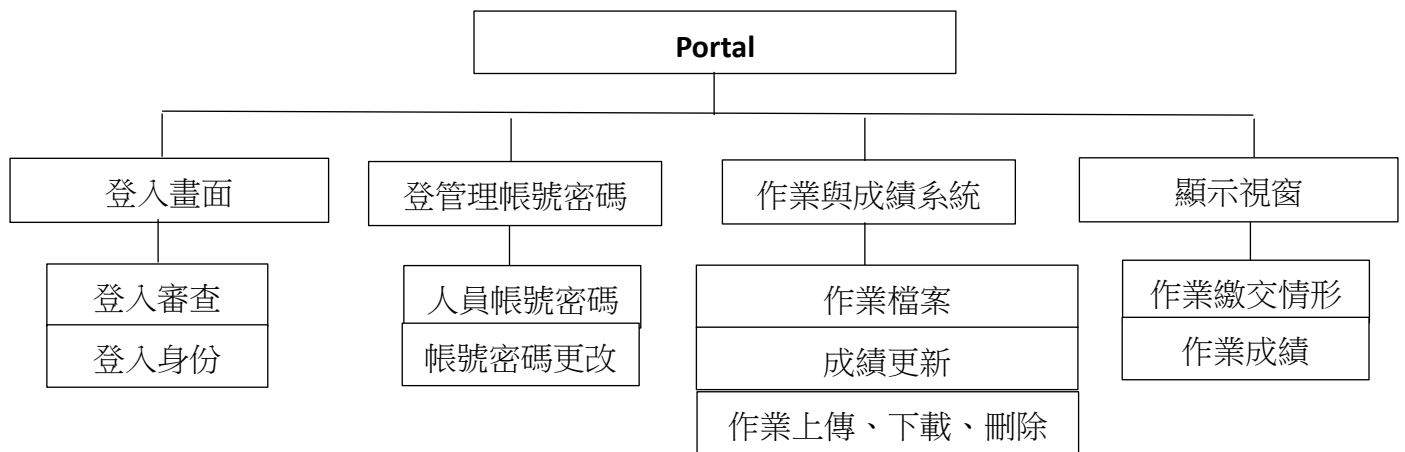 Portal
登入畫面
登管理帳號密碼
作業與成績系統
顯示視窗
登入審查
登入身份
人員帳號密碼
帳號密碼更改
作業檔案
成績更新
作業上傳、下載、刪除
作業繳交情形
作業成績